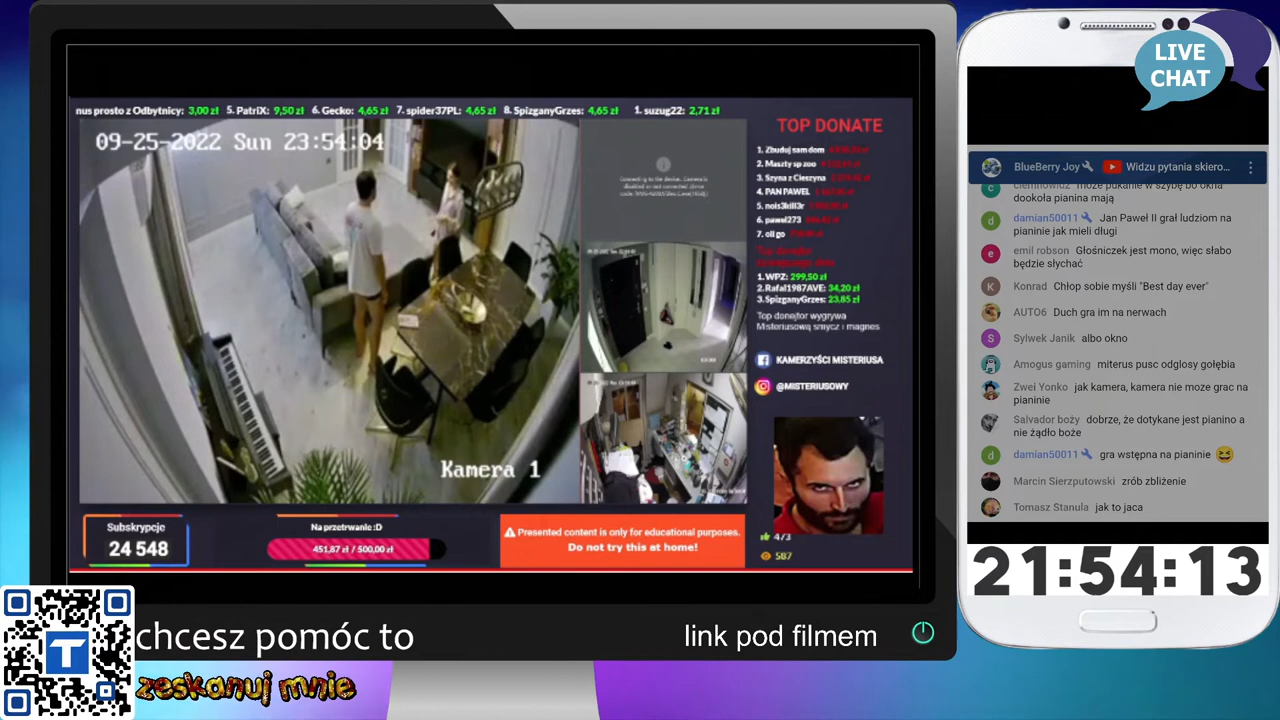 LIVE
CHAT
nus prosto z Odbytnicy: 3,00 zł 5. PatriX: 9,50 zł 6. Gecko: 4,65 zł 7. spider37PL: 4,65 zł 8. SpizganyGrzes: 4,65 zł 1. suzug22: 2,71 zł
09-25-2022 Sun 23:54:04
Kamera 1
TOP DONATE
1. Zbuduj sam dom
2. Maszty sp zoo
3. Szyna z Cieszyna
4. PAN PAWEL
5. nois3kill3r
6. pawel273
7. oli go
Top donejtor
1. WPZ: 299,50 zł
2. Rafal1987AVE: 34,20 zł
3. SpizganyGrzes: 23,85 zł
Top donejtor wygrywa
Misteriusową smycz i magnes
KAMERZYŚCI MISTERIUSA
@MISTERIUSOWY
473
587
Subskrypcje
24 548
Na przetrwanie :D
451,87 zł / 500,00 zł
Presented content is only for educational purposes.
Do not try this at home!
chcesz pomóc to
link pod filmem
zeskanuj mnie
T
BlueBerry Joy Widzu pytania skiero...
ciemnowidz może pukanie w szybę bo okna
dookoła pianina mają
damian50011 Jan Paweł II grał ludziom na
pianinie jak mieli długi
emil robson Głośniczek jest mono, więc słabo
będzie słychać
Konrad Chłop sobie myśli "Best day ever"
AUTO6 Duch gra im na nerwach
Sylwek Janik albo okno
Amogus gaming miterus pusc odglosy gołębia
Zwei Yonko jak kamera, kamera nie moze grac na
pianinie
Salvador boży dobrze, że dotykane jest pianino a
nie żądło boże
damian50011 gra wstępna na pianinie
Marcin Sierzputowski zrób zbliżenie
Tomasz Stanula jak to jaca
21:54:13